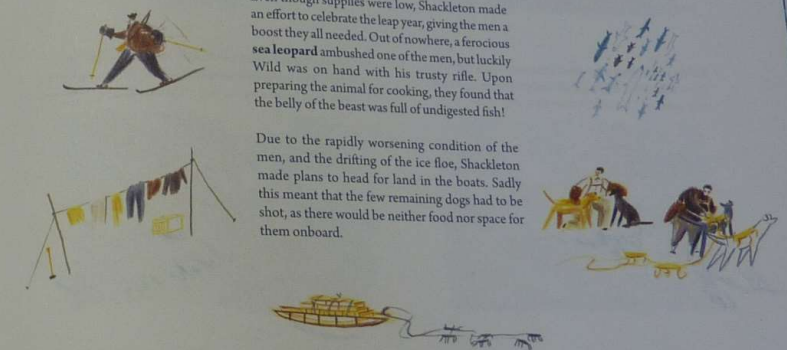 though supplies were low, Shackleton made
an effort to celebrate the leap year, giving the men a
boost they all needed. Out of nowhere, a ferocious
sea leopard ambushed one of the men, but luckily
Wild was on hand with his trusty rifle. Upon
preparing the animal for cooking, they found that
the belly of the beast was full of undigested fish!
Due to the rapidly worsening condition of the
men, and the drifting of the ice floe, Shackleton
made plans to head for land in the boats. Sadly
this meant that the few remaining dogs had to be
shot, as there would be neither food nor space for
them onboard.